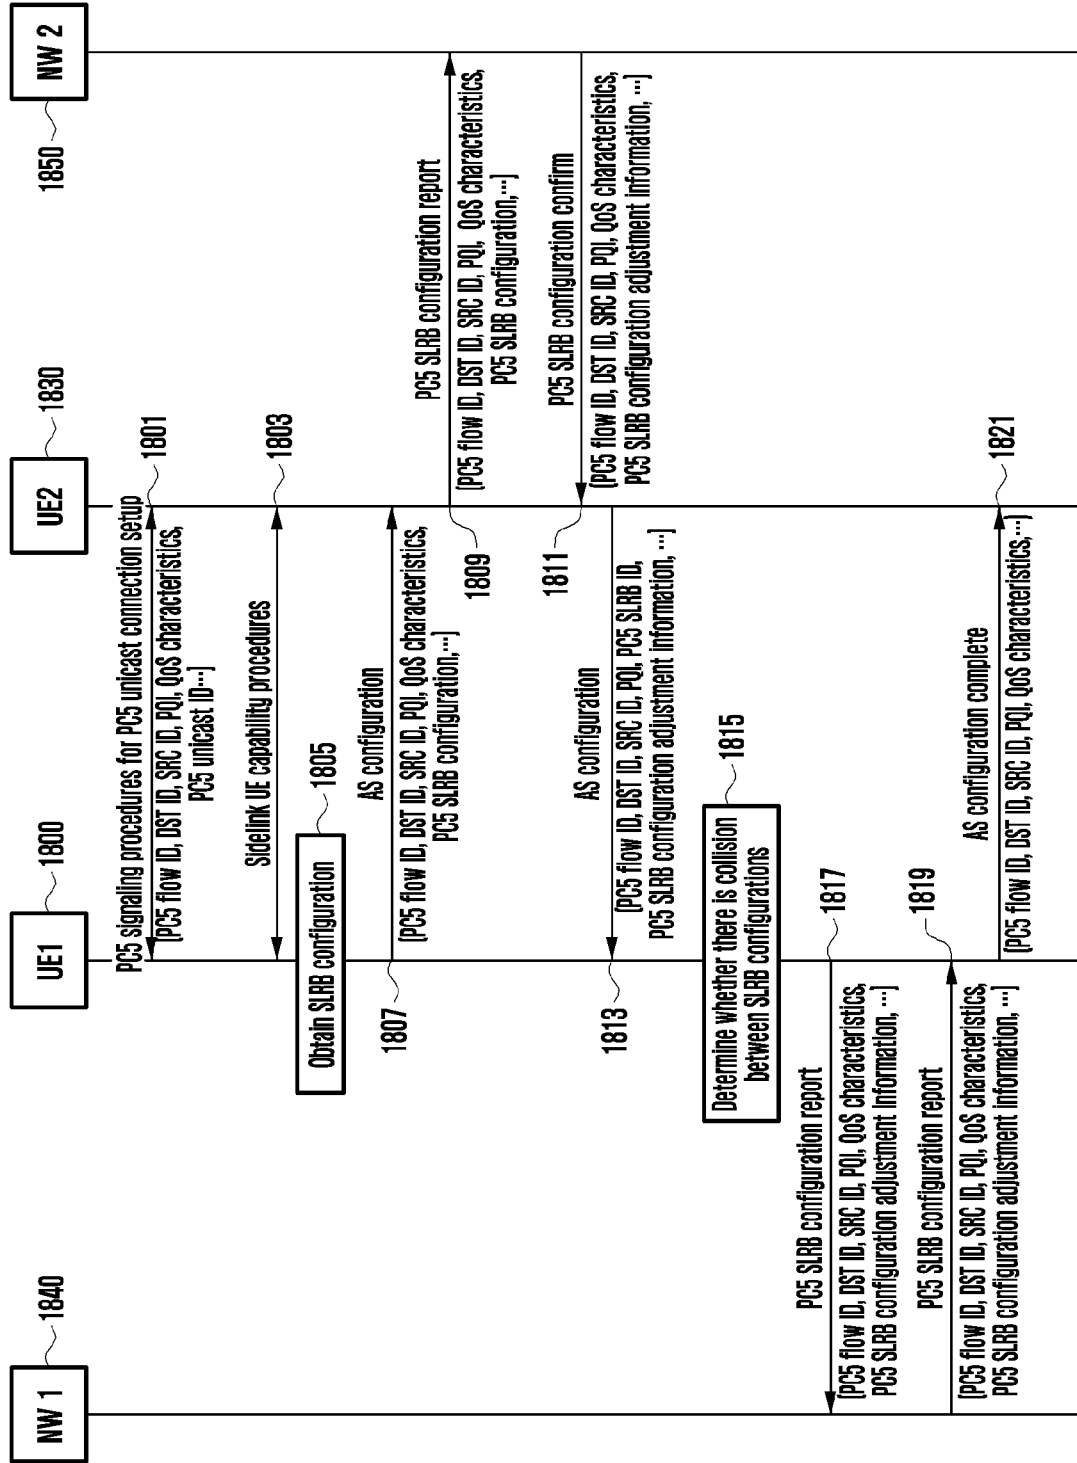 NW 1
1840
UE1
1800
UE2
1830
NW 2
1850
PC5 signaling procedures for PC5 unicast connection setup
(PC5 flow ID, DST ID, SRC ID, PQI, QoS characteristics,
PC5 unicast ID···)
1801
Sidelink UE capability procedures
1803
Obtain SLRB configuration
1805
AS configuration
(PC5 flow ID, DST ID, SRC ID, PQI, QoS characteristics,
PC5 SLRB configuration,···)
1807
PC5 SLRB configuration report
(PC5 flow ID, DST ID, SRC ID, PQI, QoS characteristics,
PC5 SLRB configuration,···)
1809
PC5 SLRB configuration confirm
(PC5 flow ID, DST ID, SRC ID, PQI, QoS characteristics,
PC5 SLRB configuration adjustment information, ···)
1811
AS configuration
(PC5 flow ID, DST ID, SRC ID, PQI, PC5 SLRB ID,
PC5 SLRB configuration adjustment information, ···)
1813
Determine whether there is collision
between SLRB configurations
1815
PC5 SLRB configuration report
(PC5 flow ID, DST ID, SRC ID, PQI, QoS characteristics,
PC5 SLRB configuration adjustment information, ···)
1817
PC5 SLRB configuration report
(PC5 flow ID, DST ID, SRC ID, PQI, QoS characteristics,
PC5 SLRB configuration adjustment information, ···)
1819
AS configuration complete
(PC5 flow ID, DST ID, SRC ID, PQI, QoS characteristics,···)
1821